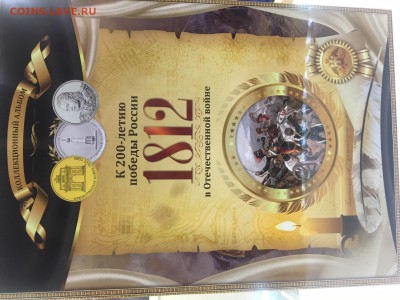 COINS.SAVE.RU
КОЛЛЕКЦИОННЫЙ АЛЬБОМ
К 200-летию
победы России
1812
в Отечественной войне